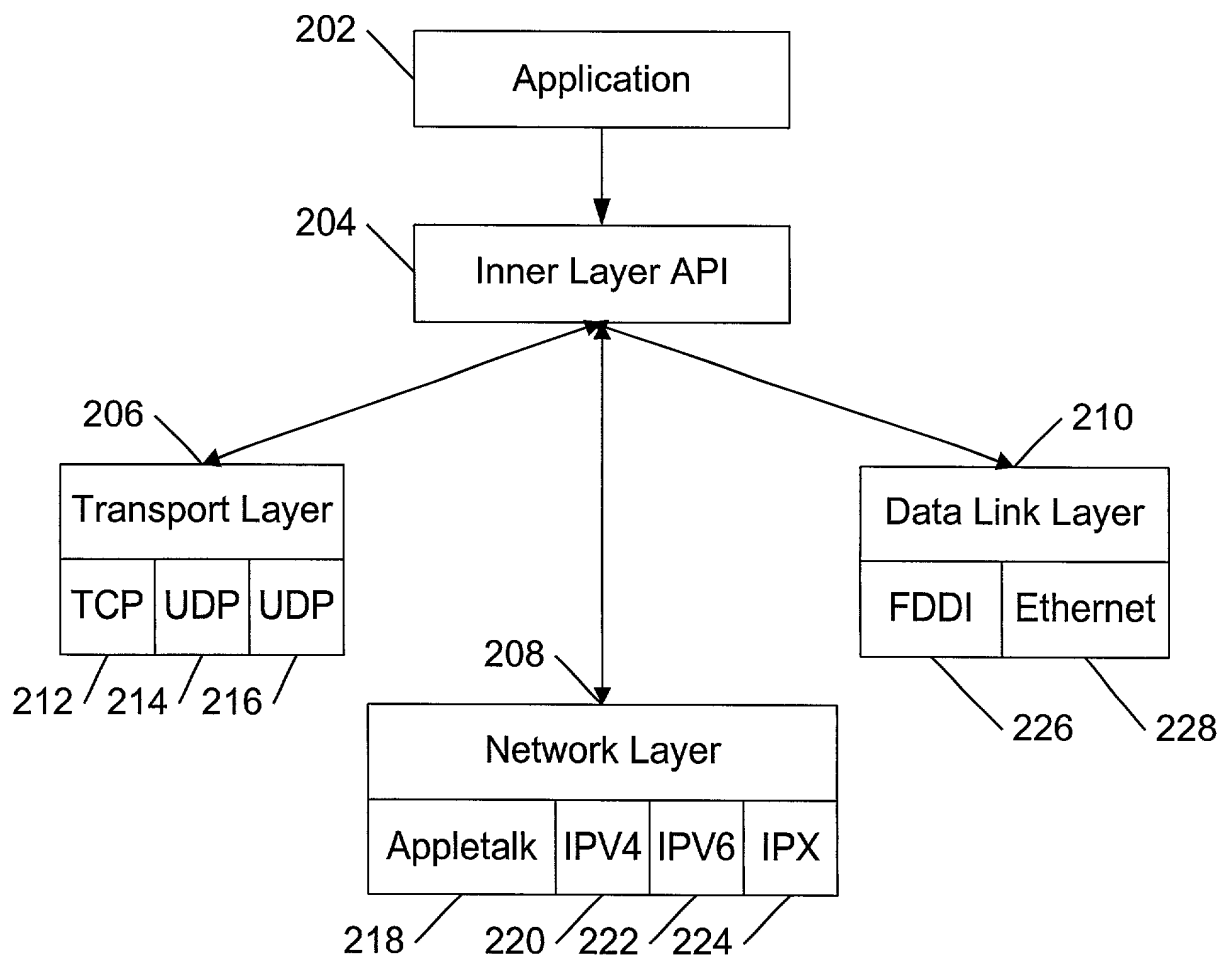 202
Application
204
Inner Layer API
206
210
Transport Layer
Data Link Layer
TCP UDP UDP
FDDI Ethernet
208
212 214 216
226 228
Network Layer
Appletalk IPV4 IPV6 IPX
218 220 222 224